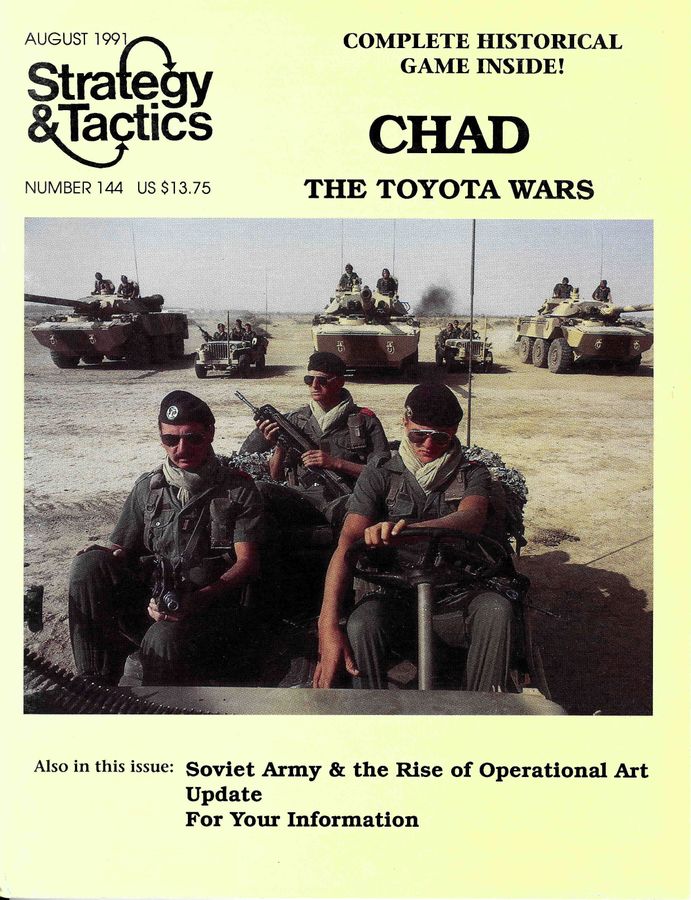 AUGUST 1991
Strategy
&Tactics
NUMBER 144 US $13.75
COMPLETE HISTORICAL
GAME INSIDE!
CHAD
THE TOYOTA WARS
Also in this issue: Soviet Army & the Rise of Operational Art
Update
For Your Information